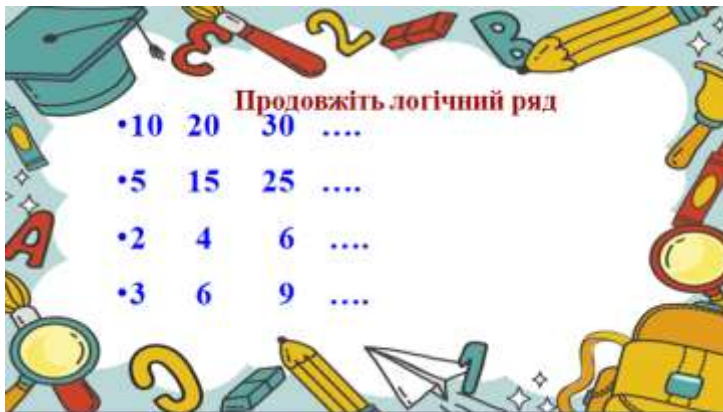 Продовжіть логічний ряд
•10 20 30 ....
•5 15 25 ....
•2 4 6 ....
•3 6 9 ....